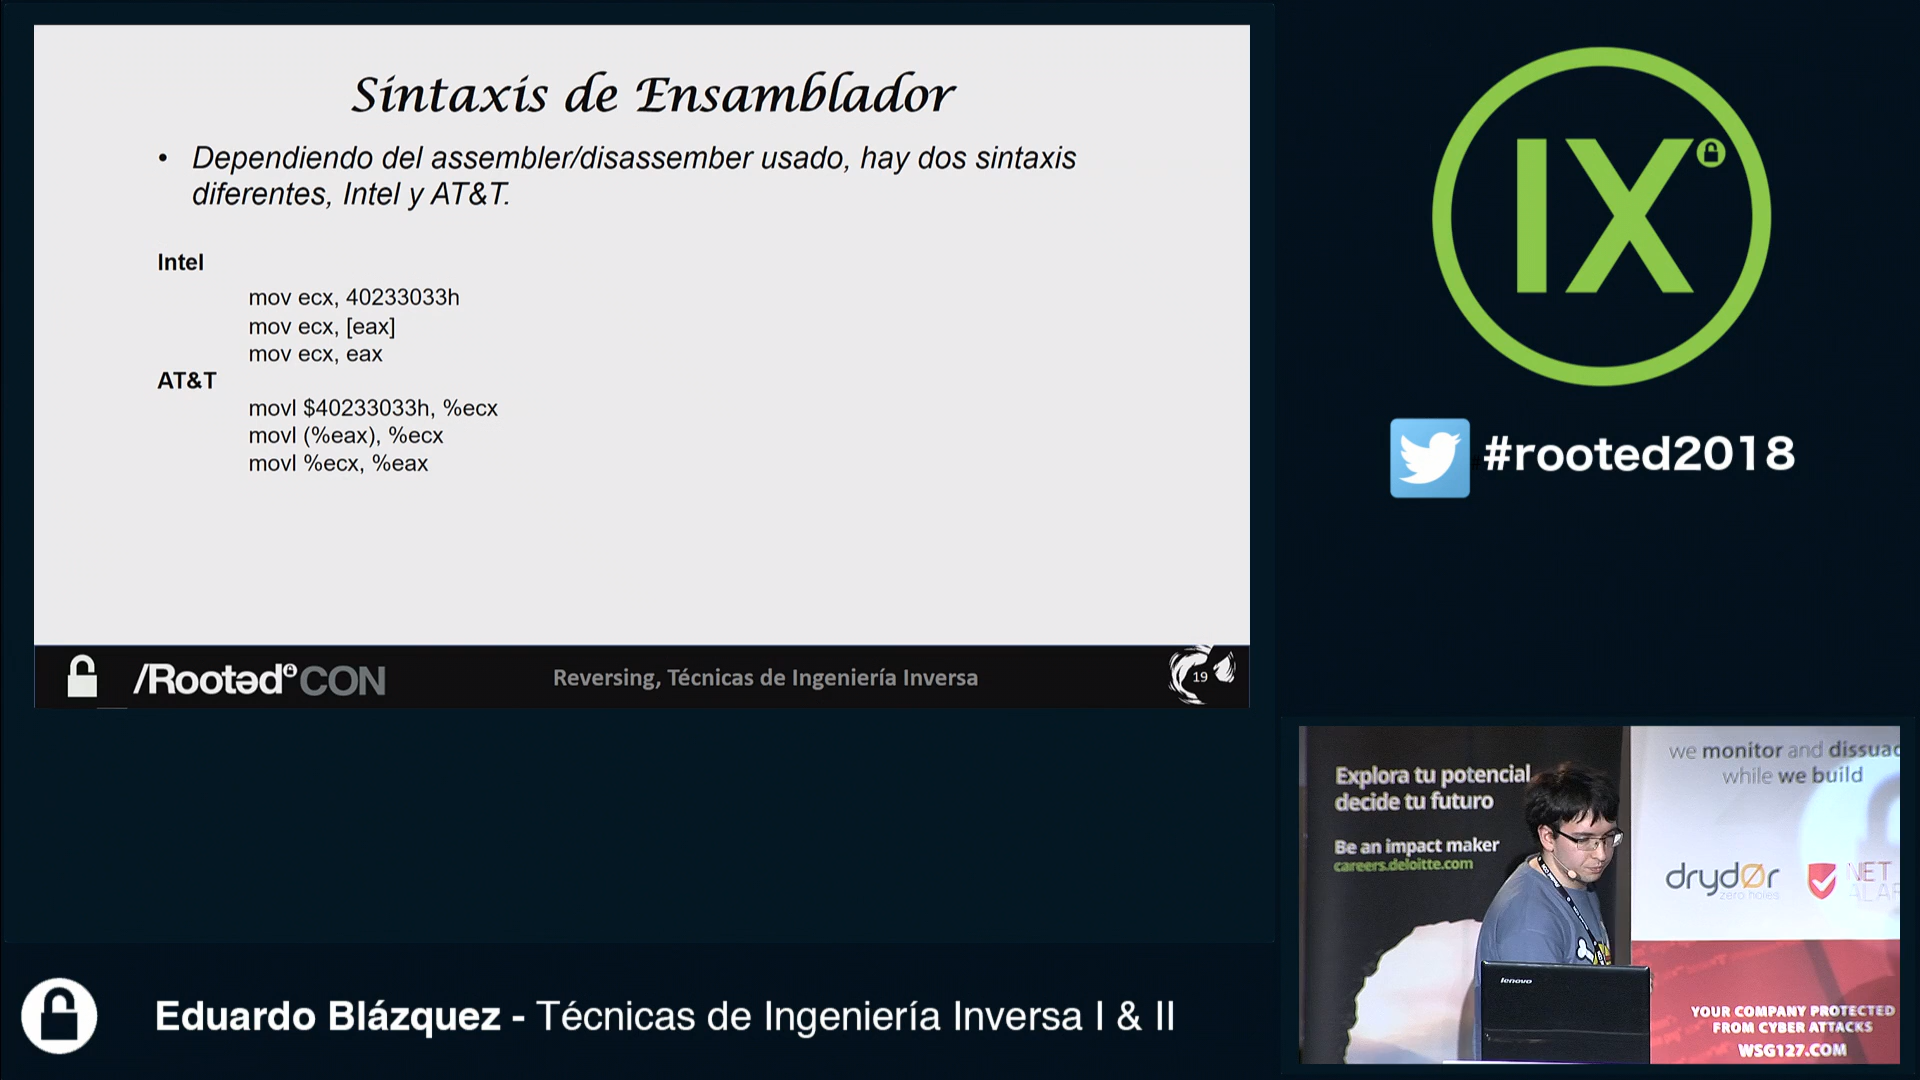 Sintaxis de Ensamblador
• Dependiendo del assembler/disassember usado, hay dos sintaxis
diferentes, Intel y AT&T.
Intel
mov ecx, 40233033h
mov ecx, [eax]
mov ecx, eax
AT&T
movl $40233033h, %ecx
movl (%eax), %ecx
movl %ecx, %eax
/Rooted CON
Reversing, Técnicas de Ingeniería Inversa
19
IX
#rooted2018
Explora tu potencial
decide tu futuro
Be an impact maker
careers.deloitte.com
we monitor and dissuad
while we build
drydØr
zero holes
NET
ALAR
lenovo
YOUR COMPANY PROTECTED
FROM CYBER ATTACKS
WSG127.COM
Eduardo Blázquez - Técnicas de Ingeniería Inversa I & II